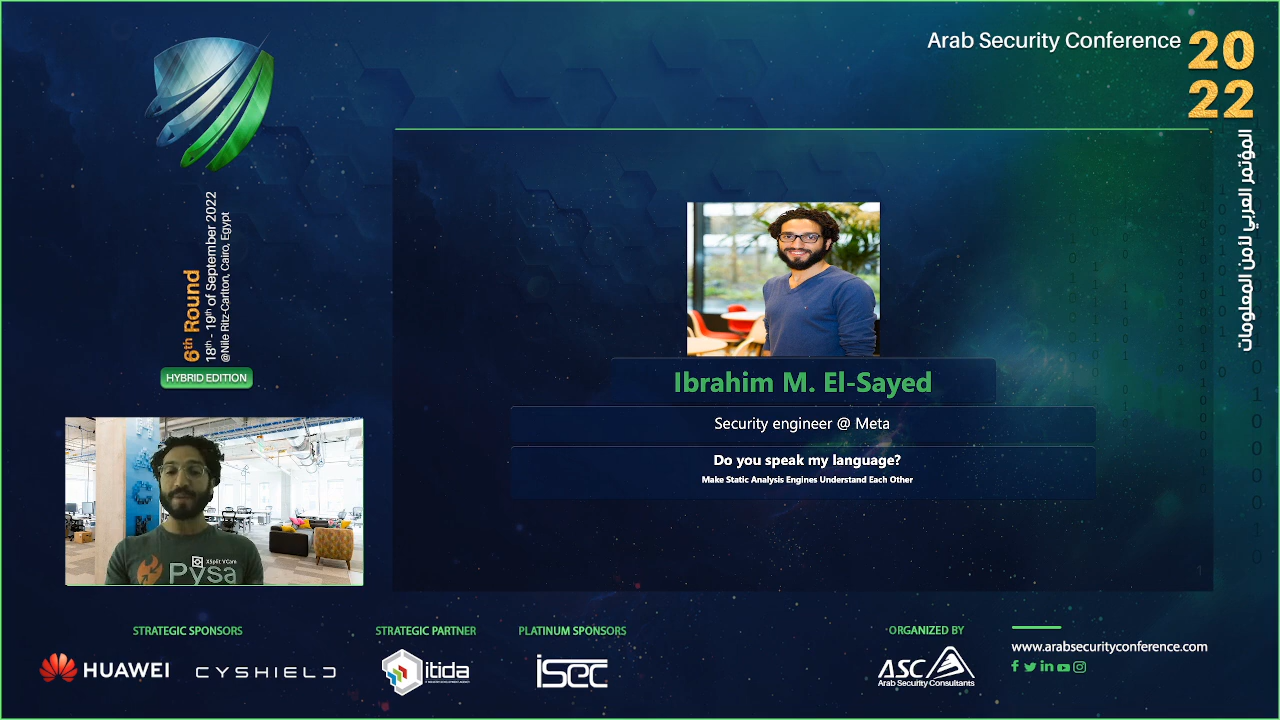 Arab Security Conference
20
22
المؤتمر العربي لأمن المعلومات
6th Round
18th - 19th of September 2022
@Nile Ritz-Carlton, Cairo, Egypt
HYBRID EDITION
Ibrahim M. El-Sayed
Security engineer @ Meta
Do you speak my language?
Make Static Analysis Engines Understand Each Other
1
XSplit VCam
Pysa
STRATEGIC SPONSORS
HUAWEI
CYSHIELD
STRATEGIC PARTNER
itida
PLATINUM SPONSORS
isec
ORGANIZED BY
ASC
Arab Security Consultants
www.arabsecurityconference.com